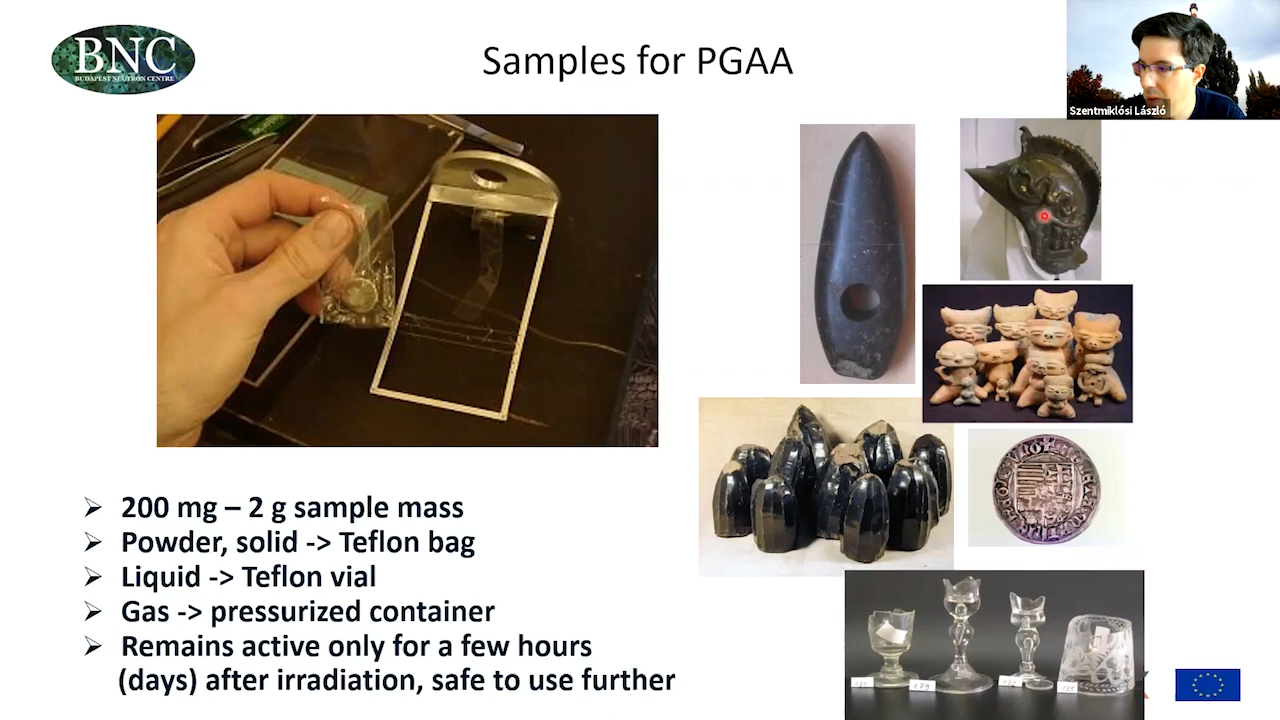 BNC
BUDAPEST NEUTRON CENTRE
Samples for PGAA
Szentmiklósi László
➢ 200 mg – 2 g sample mass
➢ Powder, solid -> Teflon bag
➢ Liquid -> Teflon vial
➢ Gas -> pressurized container
➢ Remains active only for a few hours
(days) after irradiation, safe to use further
179